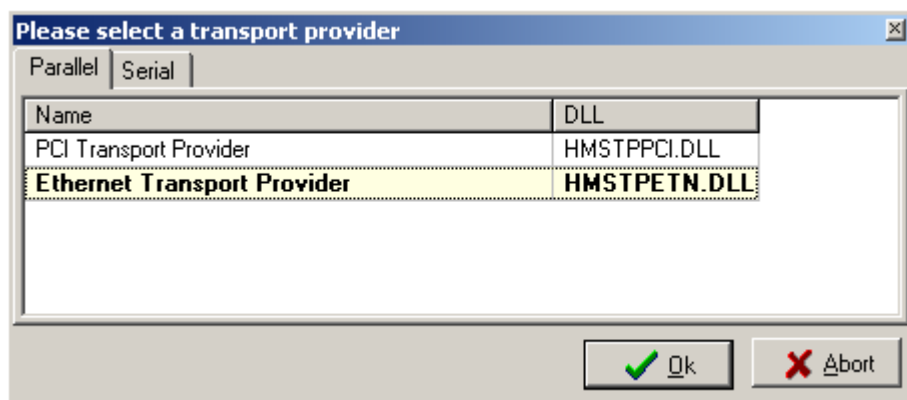 Please select a transport provider
Parallel Serial
Name DLL
PCI Transport Provider HMSTPPCI.DLL
Ethernet Transport Provider HMSTPETN.DLL
Ok Abort